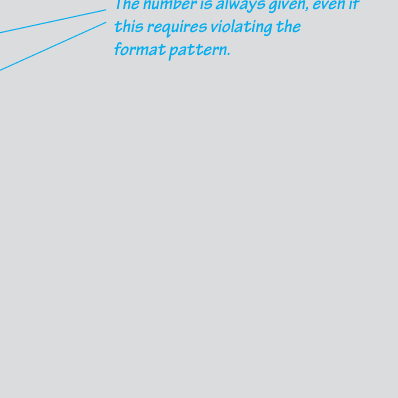 The number is always given, even if
this requires violating the
format pattern.